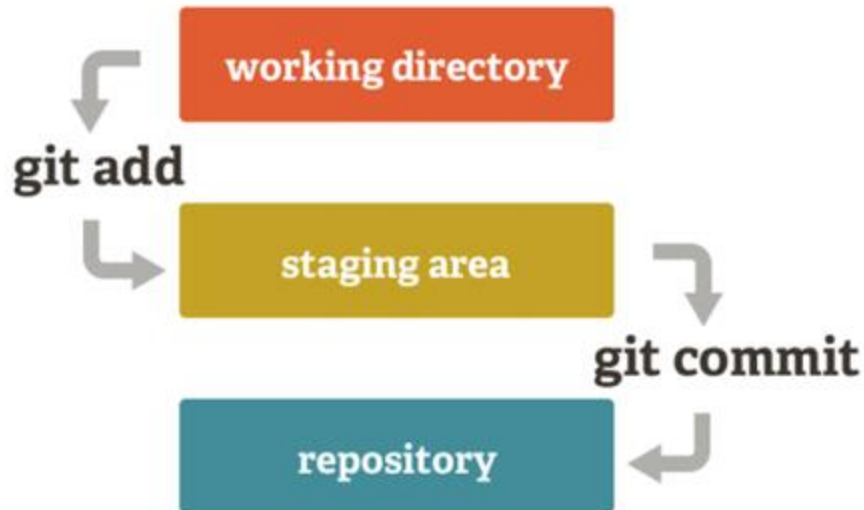 working directory
git add
staging area
git commit
repository